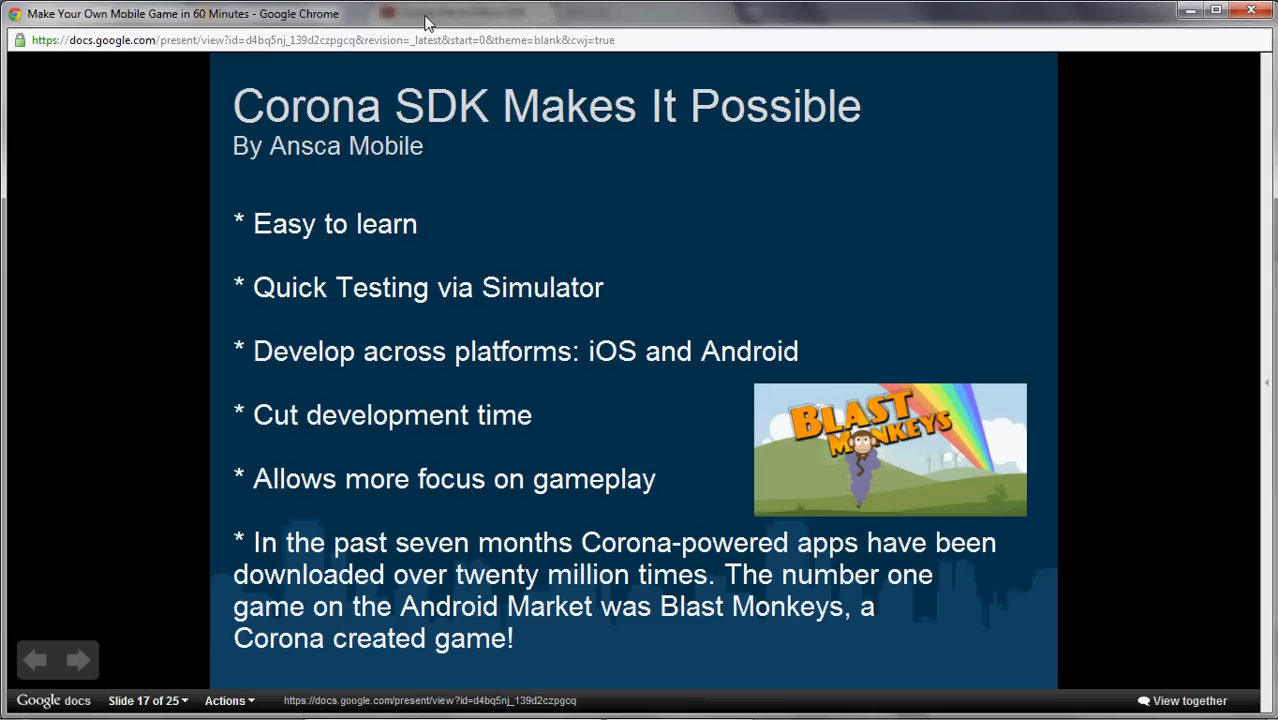 Make Your Own Mobile Game in 60 Minutes - Google Chrome
https://docs.google.com/present/view?id=d4bq5nj_139d2czpgcq&revision=_latest&start=0&theme=blank&cwj=true
Corona SDK Makes It Possible
By Ansca Mobile
* Easy to learn
* Quick Testing via Simulator
* Develop across platforms: iOS and Android
* Cut development time
BLAST
MONKEYS
* Allows more focus on gameplay
* In the past seven months Corona-powered apps have been
downloaded over twenty million times. The number one
game on the Android Market was Blast Monkeys, a
Corona created game!
Google docs Slide 17 of 25 Actions https://docs.google.com/present/view?id=d4bq5nj_139d2czpgcq View together